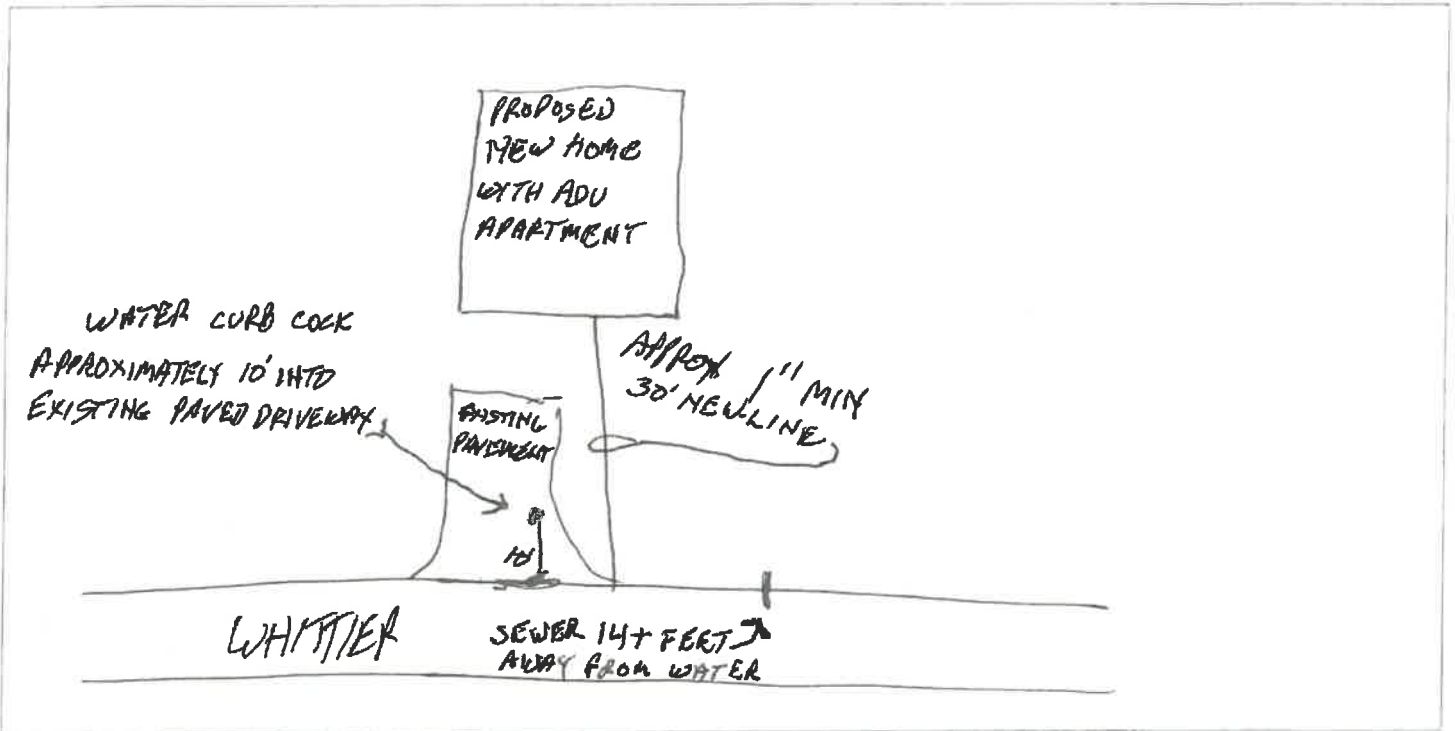 PROPOSED
NEW HOME
WITH ADU
APARTMENT
WATER CURB COCK
APPROXIMATELY 10' INTO
EXISTING PAVED DRIVEWAY
EXISTING
PAVEMENT
APPROX 1" MIN
30' NEW LINE
10'
WHITTIER
SEWER 14+ FEET
AWAY FROM WATER